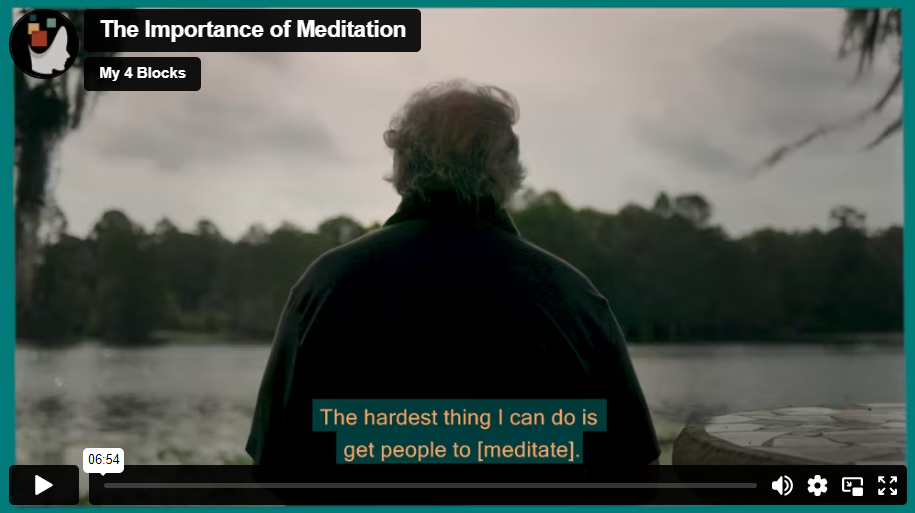 The Importance of Meditation
My 4 Blocks
The hardest thing I can do is
get people to [meditate].
06:54